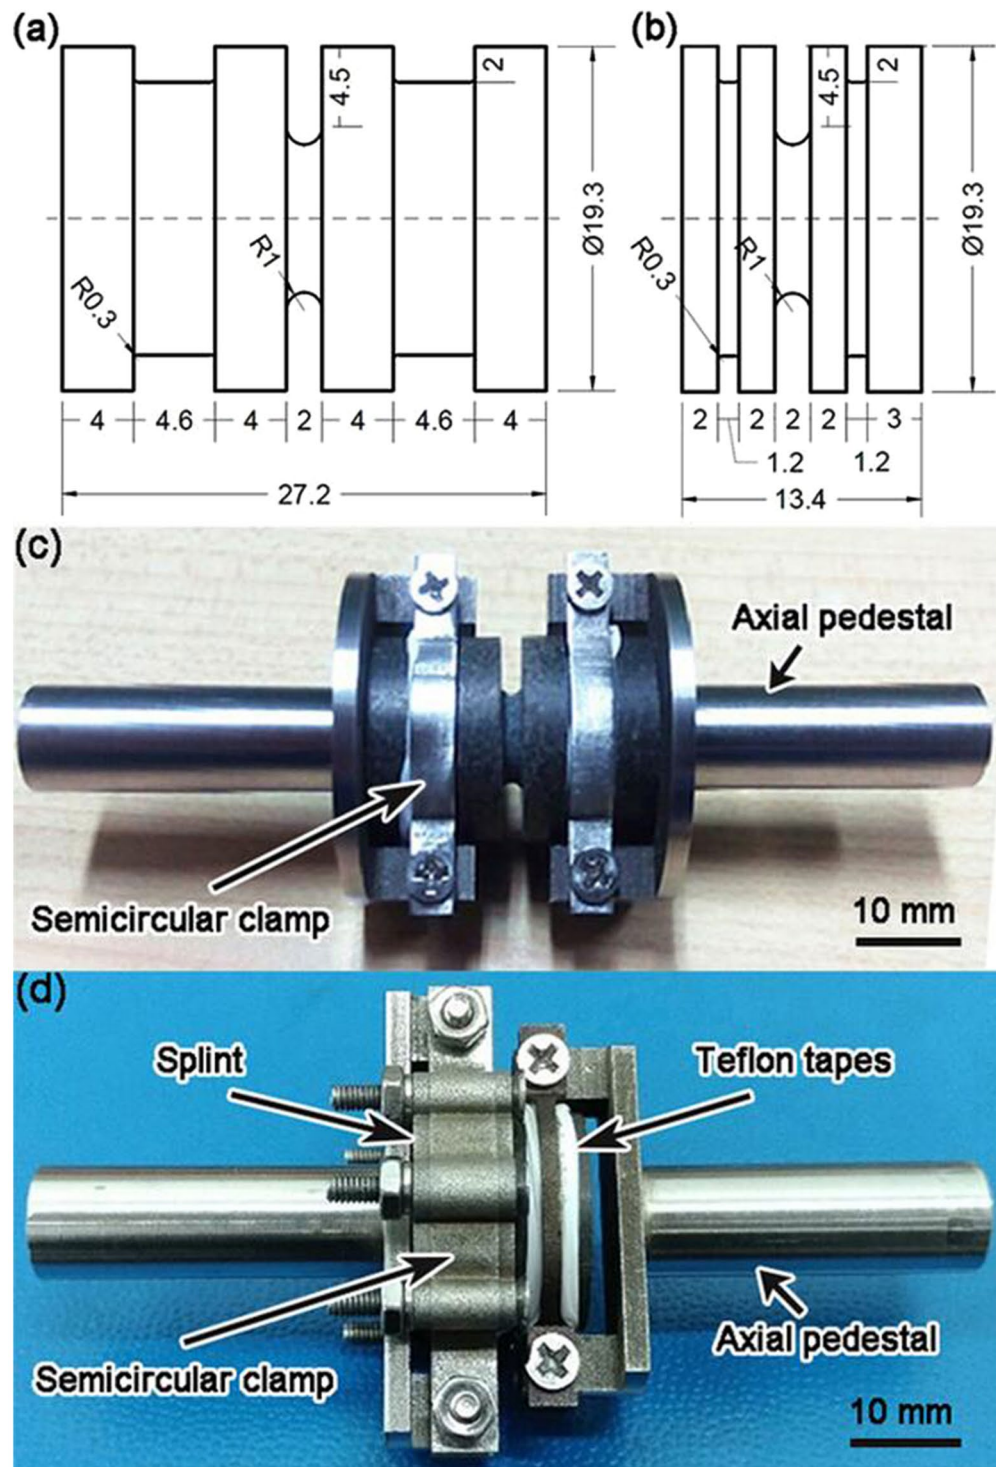 (a)
2
4.5
Ø19.3
R1
R0.3
4 4.6 4 2 4 4.6 4
27.2
(b)
2
4.5
Ø19.3
R1
R0.3
2 2 2 2 3
1.2 1.2
13.4
(c)
Axial pedestal
Semicircular clamp
10 mm
(d)
Splint
Teflon tapes
Semicircular clamp
Axial pedestal
10 mm